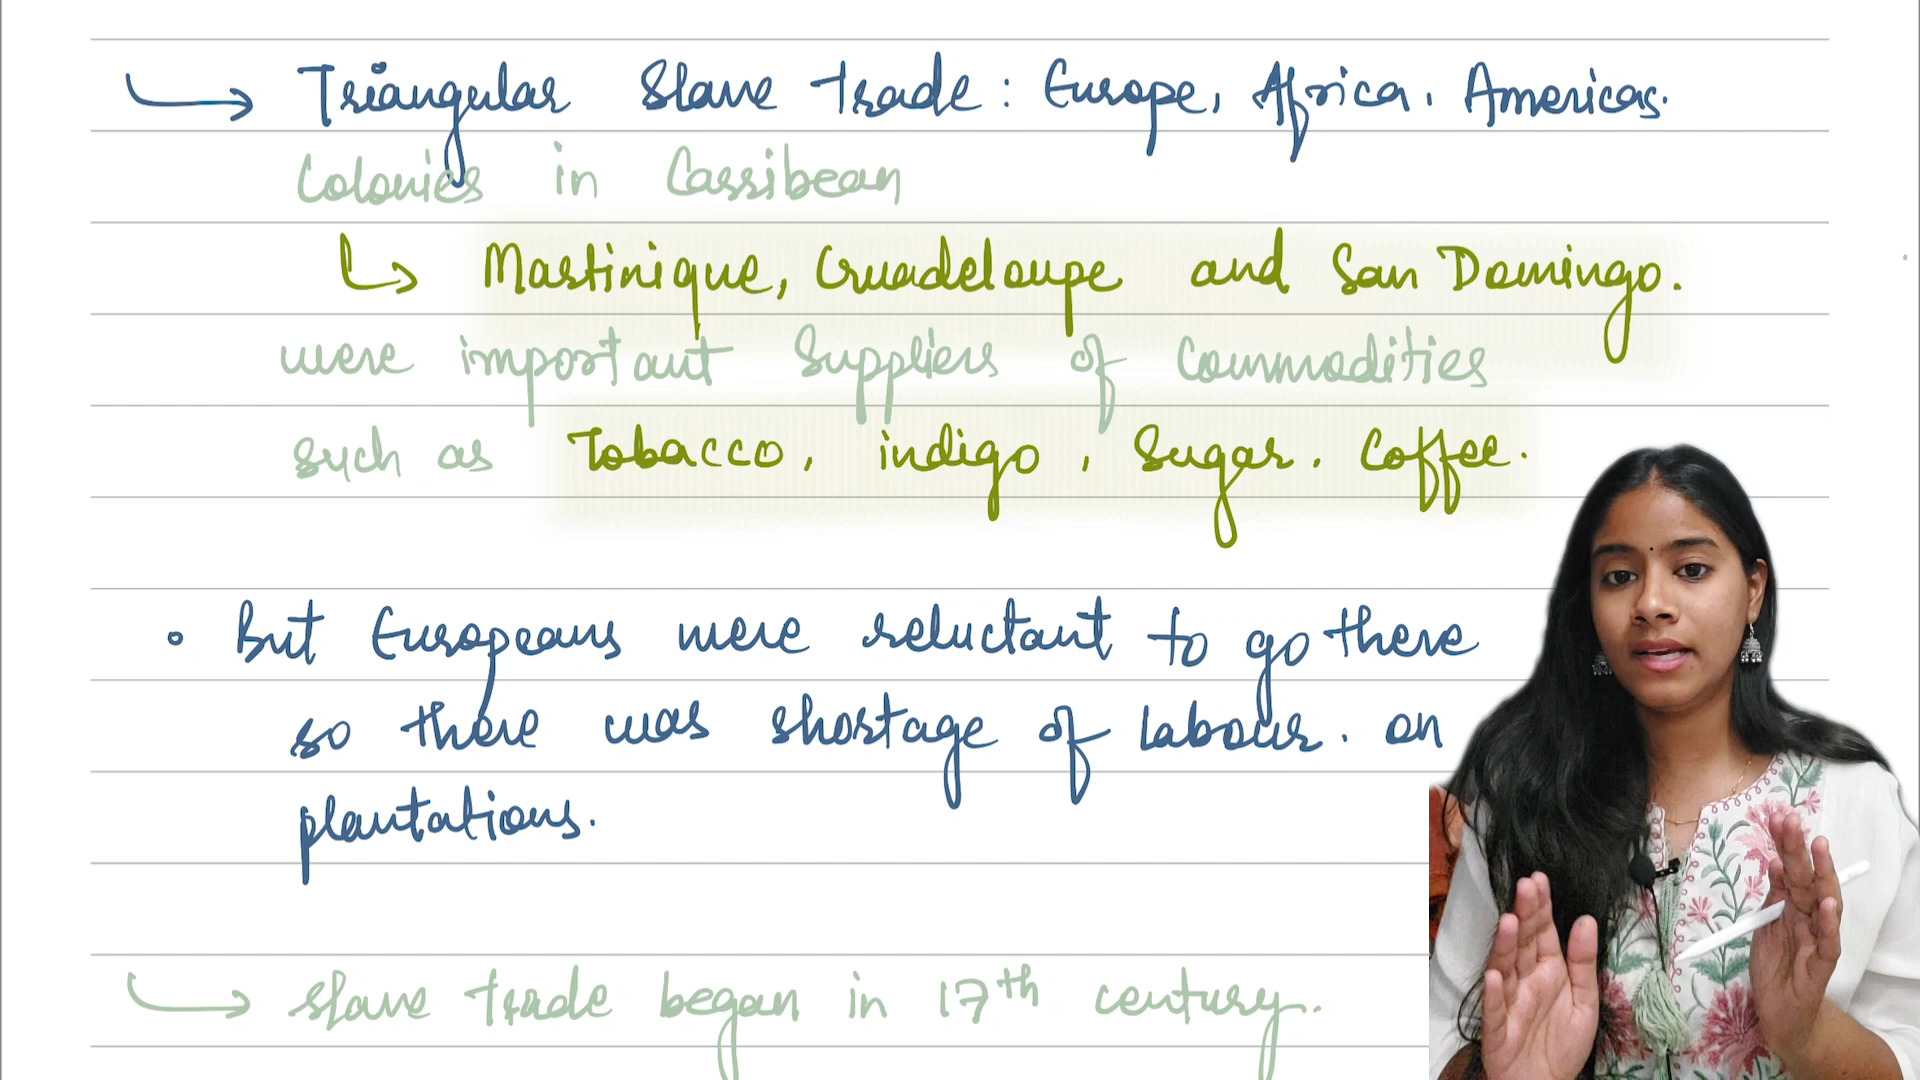 Triangular Slave Trade : Europe, Africa, Americas.
Colonies in Carribean
Martinique, Guadeloupe and San Domingo.
were important Suppliers of Commodities
such as Tobacco, indigo, Sugar, Coffee.
But Europeans were reluctant to go there
so there was shortage of labour. on
plantations.
slave trade began in 17th century.